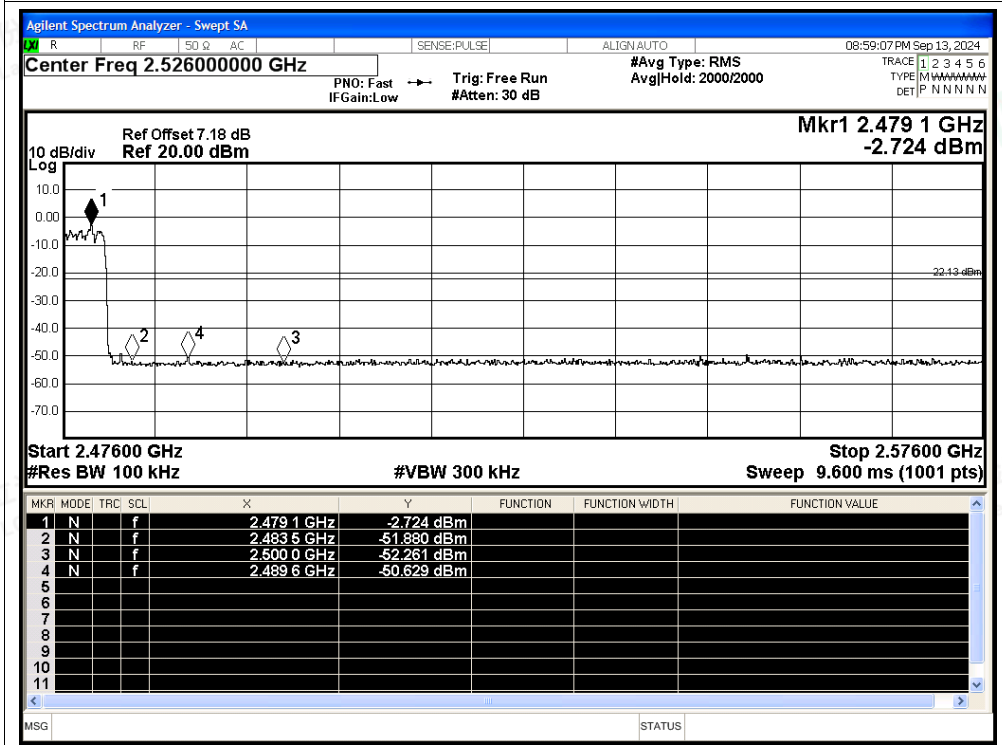 Agilent Spectrum Analyzer - Swept SA
LXI R RF 50 Ω AC SENSE:PULSE ALIGN AUTO 08:59:07 PM Sep 13, 2024
Center Freq 2.526000000 GHz
PNO: Fast
IFGain:Low
Trig: Free Run
#Atten: 30 dB
#Avg Type: RMS
Avg|Hold: 2000/2000
TRACE 1 2 3 4 5 6
TYPE M
DET P N N N N N
Mkr1 2.479 1 GHz
-2.724 dBm
Ref Offset 7.18 dB
10 dB/div Ref 20.00 dBm
Log
10.0
1
0.00
-10.0
-20.0
22.13 dBm
-30.0
-40.0
2 4 3
-50.0
-60.0
-70.0
Start 2.47600 GHz Stop 2.57600 GHz
#Res BW 100 kHz #VBW 300 kHz Sweep 9.600 ms (1001 pts)
MKR MODE TRC SCL X Y FUNCTION FUNCTION WIDTH FUNCTION VALUE
1 N f 2.479 1 GHz -2.724 dBm
2 N f 2.483 5 GHz -51.880 dBm
3 N f 2.500 0 GHz -52.261 dBm
4 N f 2.489 6 GHz -50.629 dBm
5
6
7
8
9
10
11
MSG STATUS